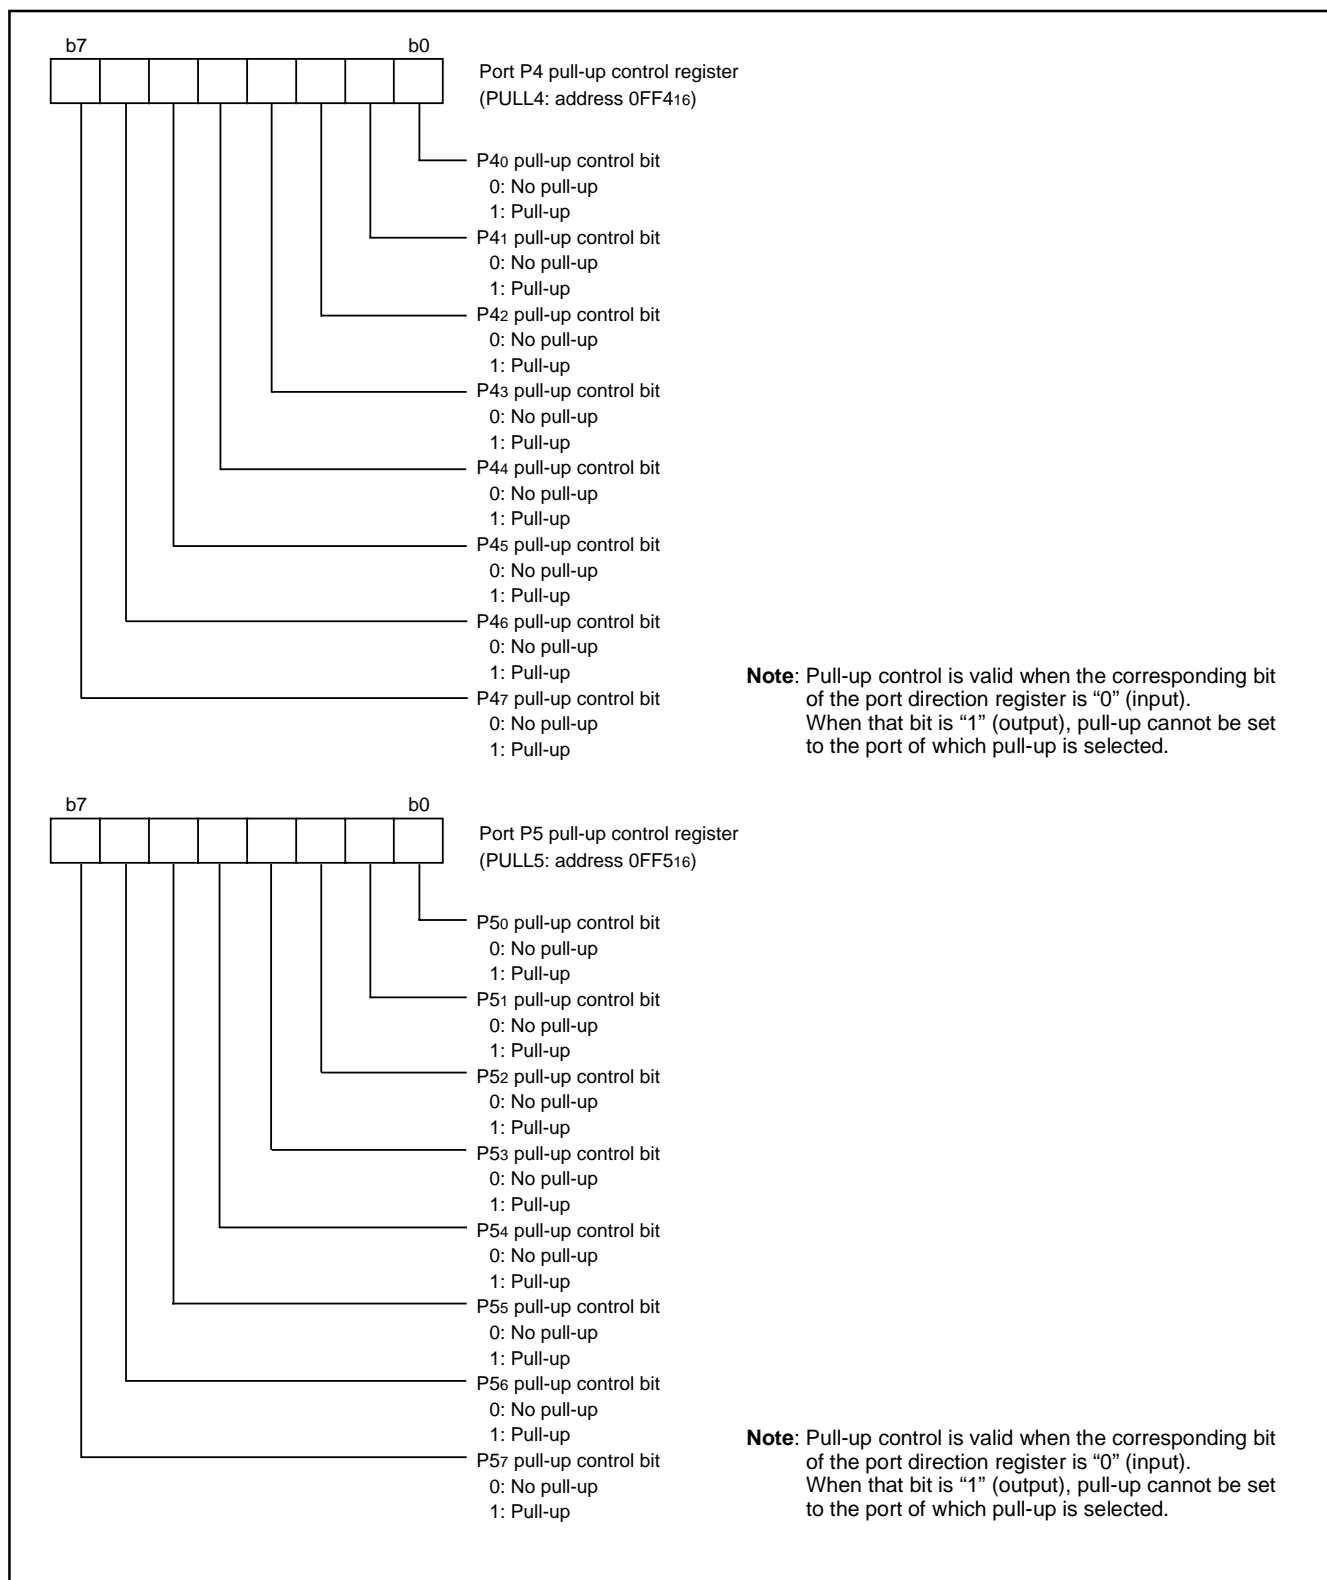 b7 b0
Port P4 pull-up control register
(PULL4: address 0FF416)
P40 pull-up control bit
0: No pull-up
1: Pull-up
P41 pull-up control bit
0: No pull-up
1: Pull-up
P42 pull-up control bit
0: No pull-up
1: Pull-up
P43 pull-up control bit
0: No pull-up
1: Pull-up
P44 pull-up control bit
0: No pull-up
1: Pull-up
P45 pull-up control bit
0: No pull-up
1: Pull-up
P46 pull-up control bit
0: No pull-up
1: Pull-up
P47 pull-up control bit
0: No pull-up
1: Pull-up
Note: Pull-up control is valid when the corresponding bit
of the port direction register is “0” (input).
When that bit is “1” (output), pull-up cannot be set
to the port of which pull-up is selected.
b7 b0
Port P5 pull-up control register
(PULL5: address 0FF516)
P50 pull-up control bit
0: No pull-up
1: Pull-up
P51 pull-up control bit
0: No pull-up
1: Pull-up
P52 pull-up control bit
0: No pull-up
1: Pull-up
P53 pull-up control bit
0: No pull-up
1: Pull-up
P54 pull-up control bit
0: No pull-up
1: Pull-up
P55 pull-up control bit
0: No pull-up
1: Pull-up
P56 pull-up control bit
0: No pull-up
1: Pull-up
P57 pull-up control bit
0: No pull-up
1: Pull-up
Note: Pull-up control is valid when the corresponding bit
of the port direction register is “0” (input).
When that bit is “1” (output), pull-up cannot be set
to the port of which pull-up is selected.